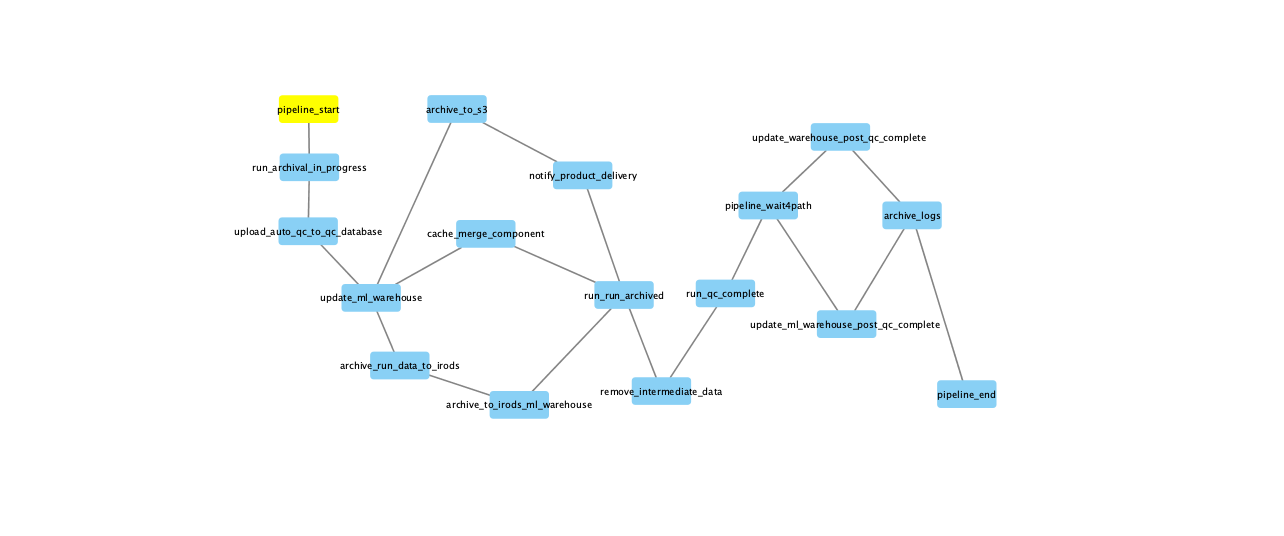 pipeline_start
archive_to_s3
update_warehouse_post_qc_complete
run_archival_in_progress
notify_product_delivery
pipeline_wait4path
archive_logs
upload_auto_qc_to_qc_database
cache_merge_component
update_ml_warehouse
run_run_archived
run_qc_complete
update_ml_warehouse_post_qc_complete
archive_run_data_to_irods
archive_to_irods_ml_warehouse
remove_intermediate_data
pipeline_end